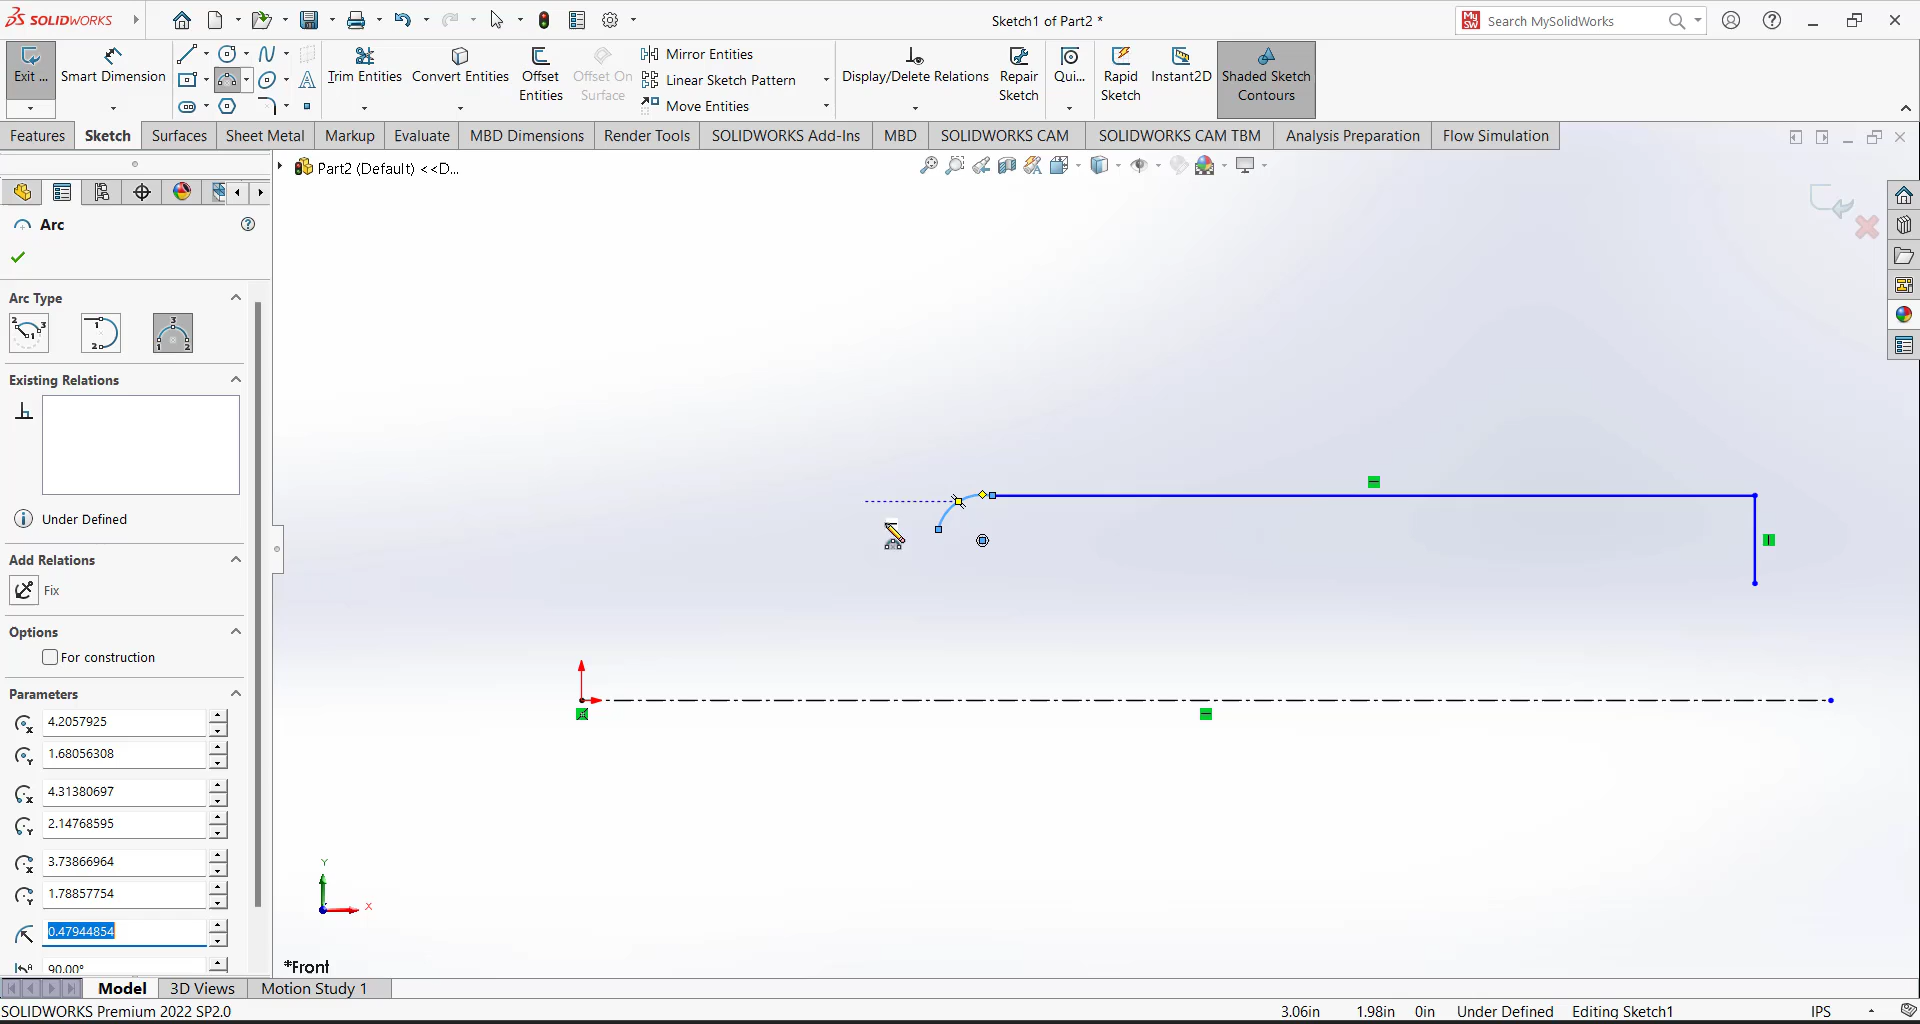 SOLIDWORKS
Sketch1 of Part2 *
Search MySolidWorks
Exit ...
Smart Dimension
Trim Entities
Convert Entities
Offset Entities
Offset On Surface
Mirror Entities
Linear Sketch Pattern
Move Entities
Display/Delete Relations
Repair Sketch
Qui...
Rapid Sketch
Instant2D
Shaded Sketch Contours
Features
Sketch
Surfaces
Sheet Metal
Markup
Evaluate
MBD Dimensions
Render Tools
SOLIDWORKS Add-Ins
MBD
SOLIDWORKS CAM
SOLIDWORKS CAM TBM
Analysis Preparation
Flow Simulation
Part2 (Default) <<D...
Arc
Arc Type
Existing Relations
Under Defined
Add Relations
Fix
Options
For construction
Parameters
4.2057925
1.68056308
4.31380697
2.14768595
3.73866964
1.78857754
0.47944854
90.00°
Y
X
*Front
Model
3D Views
Motion Study 1
SOLIDWORKS Premium 2022 SP2.0
3.06in
1.98in
0in
Under Defined
Editing Sketch1
IPS